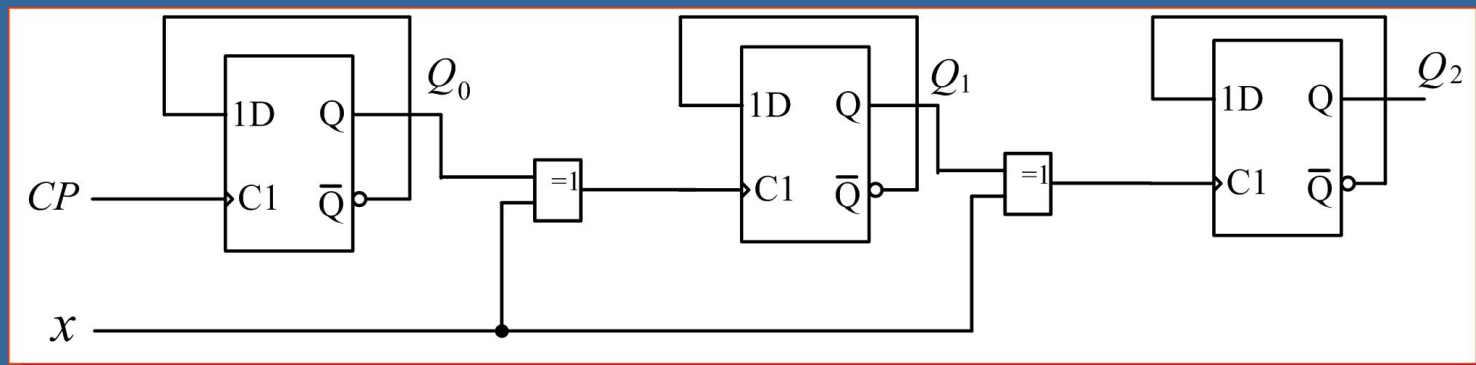 Q₀
Q₁
Q₂
1D Q
1D Q
1D Q
=1
=1
CP
C1 Q̅
C1 Q̅
C1 Q̅
x